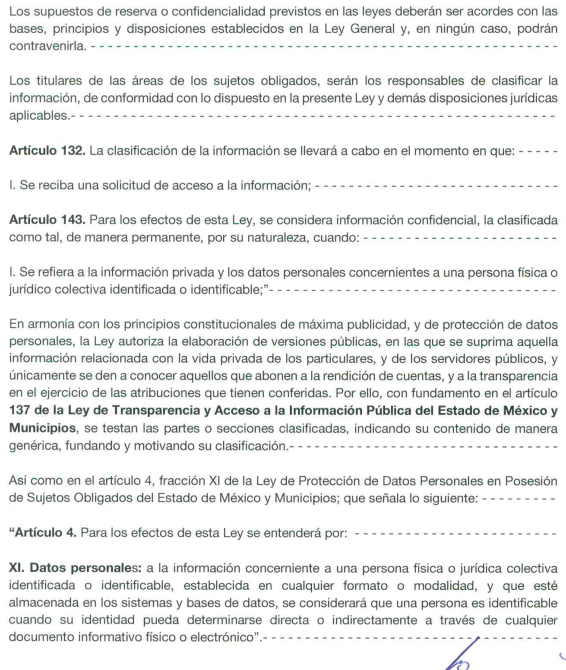 Los supuestos de reserva o confidencialidad previstos en las leyes deberán ser acordes con las
bases, principios y disposiciones establecidos en la Ley General y, en ningún caso, podrán
contravenirla. - - - - - - - - - - - - - - - - - - - - - - - - - - - - - - - - - - - - - - - - - - - - - - - - - - - - - - - - - -
Los titulares de las áreas de los sujetos obligados, serán los responsables de clasificar la
información, de conformidad con lo dispuesto en la presente Ley y demás disposiciones jurídicas
aplicables.- - - - - - - - - - - - - - - - - - - - - - - - - - - - - - - - - - - - - - - - - - - - - - - - - - - - - - - - - - - -
Artículo 132. La clasificación de la información se llevará a cabo en el momento en que: - - - - -
I. Se reciba una solicitud de acceso a la información; - - - - - - - - - - - - - - - - - - - - - - - - - - - - - -
Artículo 143. Para los efectos de esta Ley, se considera información confidencial, la clasificada
como tal, de manera permanente, por su naturaleza, cuando: - - - - - - - - - - - - - - - - - - - - - - - -
I. Se refiera a la información privada y los datos personales concernientes a una persona física o
jurídico colectiva identificada o identificable;”- - - - - - - - - - - - - - - - - - - - - - - - - - - - - - - - - - - -
En armonía con los principios constitucionales de máxima publicidad, y de protección de datos
personales, la Ley autoriza la elaboración de versiones públicas, en las que se suprima aquella
información relacionada con la vida privada de los particulares, y de los servidores públicos, y
únicamente se den a conocer aquellos que abonen a la rendición de cuentas, y a la transparencia
en el ejercicio de las atribuciones que tienen conferidas. Por ello, con fundamento en el artículo
137 de la Ley de Transparencia y Acceso a la Información Pública del Estado de México y
Municipios, se testan las partes o secciones clasificadas, indicando su contenido de manera
genérica, fundando y motivando su clasificación.- - - - - - - - - - - - - - - - - - - - - - - - - - - - - - - - -
Así como en el artículo 4, fracción XI de la Ley de Protección de Datos Personales en Posesión
de Sujetos Obligados del Estado de México y Municipios; que señala lo siguiente: - - - - - - - - -
“Artículo 4. Para los efectos de esta Ley se entenderá por: - - - - - - - - - - - - - - - - - - - - - - - - -
XI. Datos personales: a la información concerniente a una persona física o jurídica colectiva
identificada o identificable, establecida en cualquier formato o modalidad, y que esté
almacenada en los sistemas y bases de datos, se considerará que una persona es identificable
cuando su identidad pueda determinarse directa o indirectamente a través de cualquier
documento informativo físico o electrónico”.- - - - - - - - - - - - - - - - - - - - - - - - - - - - - - - - - - - - -